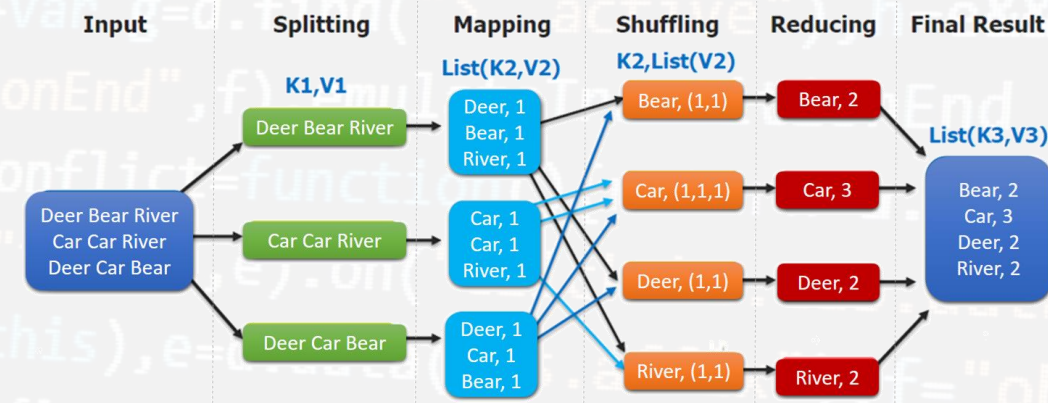 Input
Splitting
Mapping
Shuffling
Reducing
Final Result
K1,V1
List(K2,V2)
K2,List(V2)
List(K3,V3)
Deer Bear River
Car Car River
Deer Car Bear
Deer Bear River
Car Car River
Deer Car Bear
Deer, 1
Bear, 1
River, 1
Car, 1
Car, 1
River, 1
Deer, 1
Car, 1
Bear, 1
Bear, (1,1)
Car, (1,1,1)
Deer, (1,1)
River, (1,1)
Bear, 2
Car, 3
Deer, 2
River, 2
Bear, 2
Car, 3
Deer, 2
River, 2